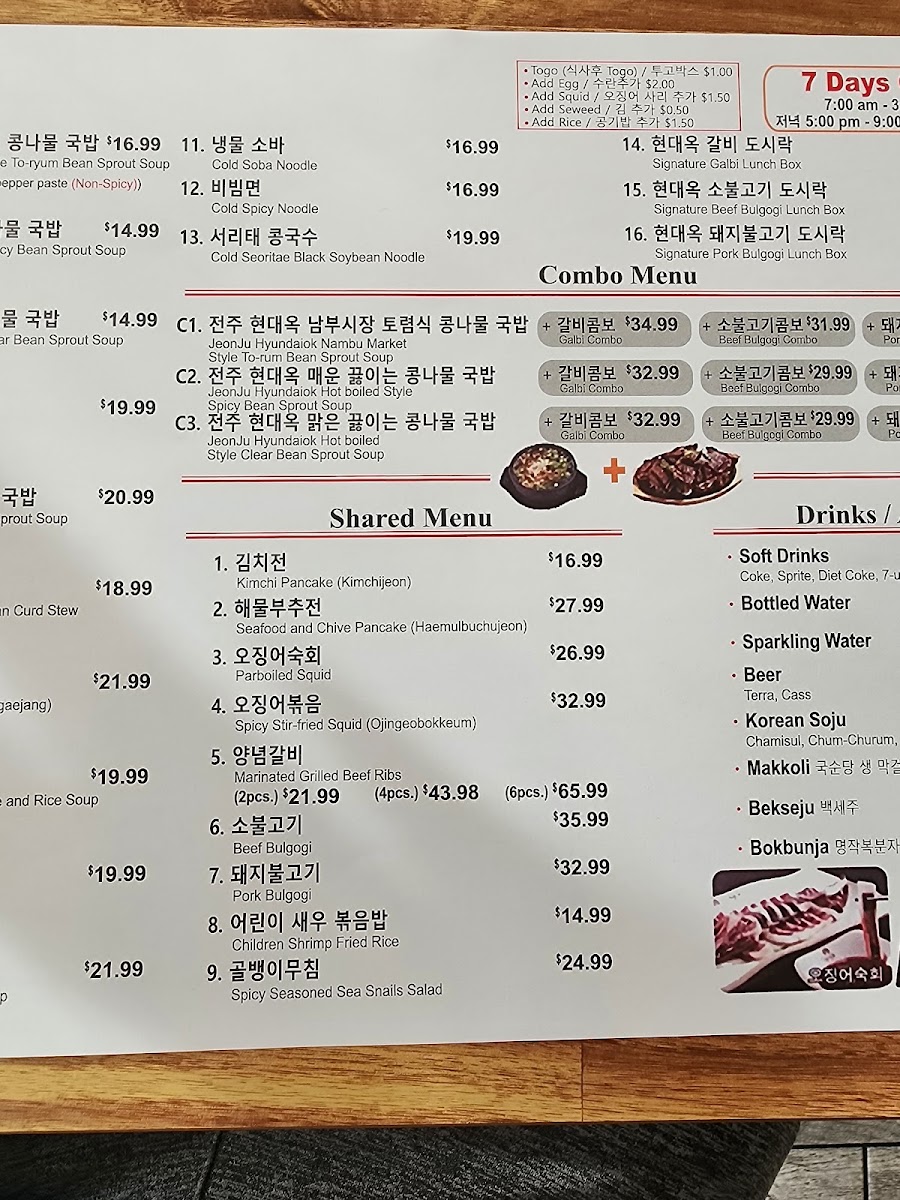 • Togo (식사후 Togo) / 투고박스 $1.00
• Add Egg / 수란추가 $2.00
• Add Squid / 오징어 사리 추가 $1.50
• Add Seweed / 김 추가 $0.50
• Add Rice / 공기밥 추가 $1.50
7 Days
7:00 am - 3
저녁 5:00 pm - 9:00
콩나물 국밥 $16.99
To-ryum Bean Sprout Soup
pepper paste (Non-Spicy))
나물 국밥 $14.99
cy Bean Sprout Soup
물 국밥 $14.99
ar Bean Sprout Soup
$19.99
국밥 $20.99
prout Soup
$18.99
n Curd Stew
$21.99
gaejang)
$19.99
and Rice Soup
$19.99
$21.99
p
11. 냉물 소바 $16.99
Cold Soba Noodle
12. 비빔면 $16.99
Cold Spicy Noodle
13. 서리태 콩국수 $19.99
Cold Seoritae Black Soybean Noodle
14. 현대옥 갈비 도시락
Signature Galbi Lunch Box
15. 현대옥 소불고기 도시락
Signature Beef Bulgogi Lunch Box
16. 현대옥 돼지불고기 도시락
Signature Pork Bulgogi Lunch Box
Combo Menu
C1. 전주 현대옥 남부시장 토렴식 콩나물 국밥 + 갈비콤보 $34.99 + 소불고기콤보 $31.99 + 돼
JeonJu Hyundaiok Nambu Market Galbi Combo Beef Bulgogi Combo Por
Style To-rum Bean Sprout Soup
C2. 전주 현대옥 매운 끓이는 콩나물 국밥 + 갈비콤보 $32.99 + 소불고기콤보 $29.99 + 돼
JeonJu Hyundaiok Hot boiled Style Galbi Combo Beef Bulgogi Combo Po
Spicy Bean Sprout Soup
C3. 전주 현대옥 맑은 끓이는 콩나물 국밥 + 갈비콤보 $32.99 + 소불고기콤보 $29.99 + 돼
JeonJu Hyundaiok Hot boiled Galbi Combo Beef Bulgogi Combo Po
Style Clear Bean Sprout Soup
+
Shared Menu
1. 김치전 $16.99
Kimchi Pancake (Kimchijeon)
2. 해물부추전 $27.99
Seafood and Chive Pancake (Haemulbuchujeon)
3. 오징어숙회 $26.99
Parboiled Squid
4. 오징어볶음 $32.99
Spicy Stir-fried Squid (Ojingeobokkeum)
5. 양념갈비
Marinated Grilled Beef Ribs
(2pcs.) $21.99 (4pcs.) $43.98 (6pcs.) $65.99
6. 소불고기 $35.99
Beef Bulgogi
7. 돼지불고기 $32.99
Pork Bulgogi
8. 어린이 새우 볶음밥 $14.99
Children Shrimp Fried Rice
9. 골뱅이무침 $24.99
Spicy Seasoned Sea Snails Salad
Drinks /
• Soft Drinks
Coke, Sprite, Diet Coke, 7-u
• Bottled Water
• Sparkling Water
• Beer
Terra, Cass
• Korean Soju
Chamisul, Chum-Churum,
• Makkoli 국순당 생 막걸
• Bekseju 백세주
• Bokbunja 명작복분자
오징어숙회